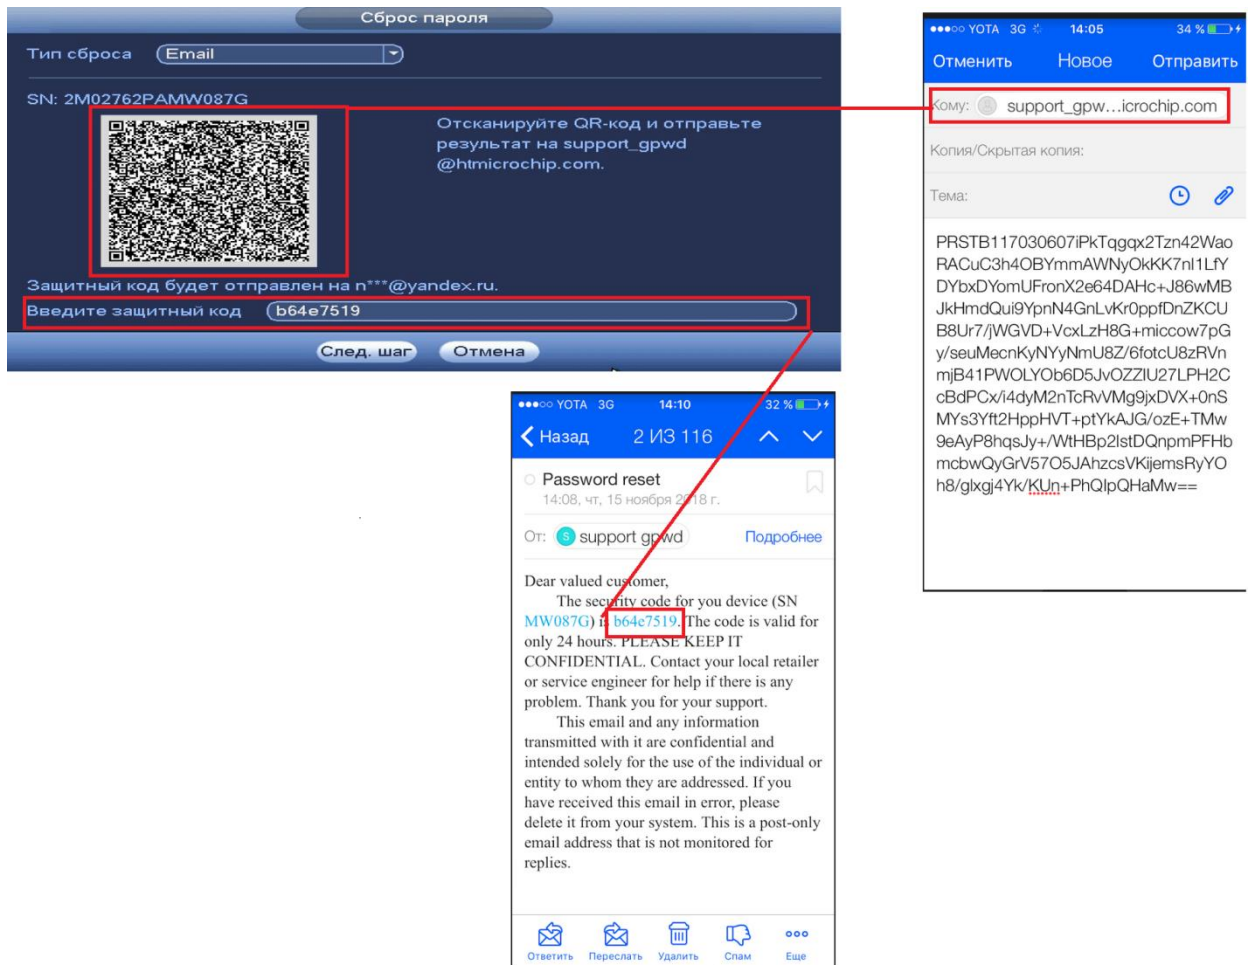 Сброс пароля
Тип сброса Email
SN: 2M02762PAMW087G
Отсканируйте QR-код и отправьте
результат на support_gpwd
@htmicrochip.com.
Защитный код будет отправлен на n***@yandex.ru.
Введите защитный код b64e7519
След. шаг Отмена
YOTA 3G 14:05 34 %
Отменить Новое Отправить
Кому: support_gpw...icrochip.com
Копия/Скрытая копия:
Тема:
PRSTB117030607iPkTqgqx2Tzn42Wao
RACuC3h4OBYmmAWNyOkKK7nI1LfY
DYbxDYomUFronX2e64DAHc+J86wMB
JkHmdQui9YpnN4GnLvKr0ppfDnZKCU
B8Ur7/jWGVD+VcxLzH8G+miccow7pG
y/seuMecnKyNYyNmU8Z/6fotcU8zRVn
mjB41PWOLYOb6D5JvOZZIU27LPH2C
cBdPCx/i4dyM2nTcRvVMg9jxDVX+0nS
MYs3Yft2HppHVT+ptYkAJG/ozE+TMw
9eAyP8hqsJy+/WtHBp2IstDQnpmPFHb
mcbwQyGrV57O5JAhzcsVKijemsRyYO
h8/glxgj4Yk/KUn+PhQIpQHaMw==
YOTA 3G 14:10 32 %
Назад 2 ИЗ 116
Password reset
14:08, чт, 15 ноября 2018 г.
От: S support gpwd Подробнее
Dear valued customer,
The security code for you device (SN
MW087G) is b64e7519. The code is valid for
only 24 hours. PLEASE KEEP IT
CONFIDENTIAL. Contact your local retailer
or service engineer for help if there is any
problem. Thank you for your support.
This email and any information
transmitted with it are confidential and
intended solely for the use of the individual or
entity to whom they are addressed. If you
have received this email in error, please
delete it from your system. This is a post-only
email address that is not monitored for
replies.
Ответить Переслать Удалить Спам Еще